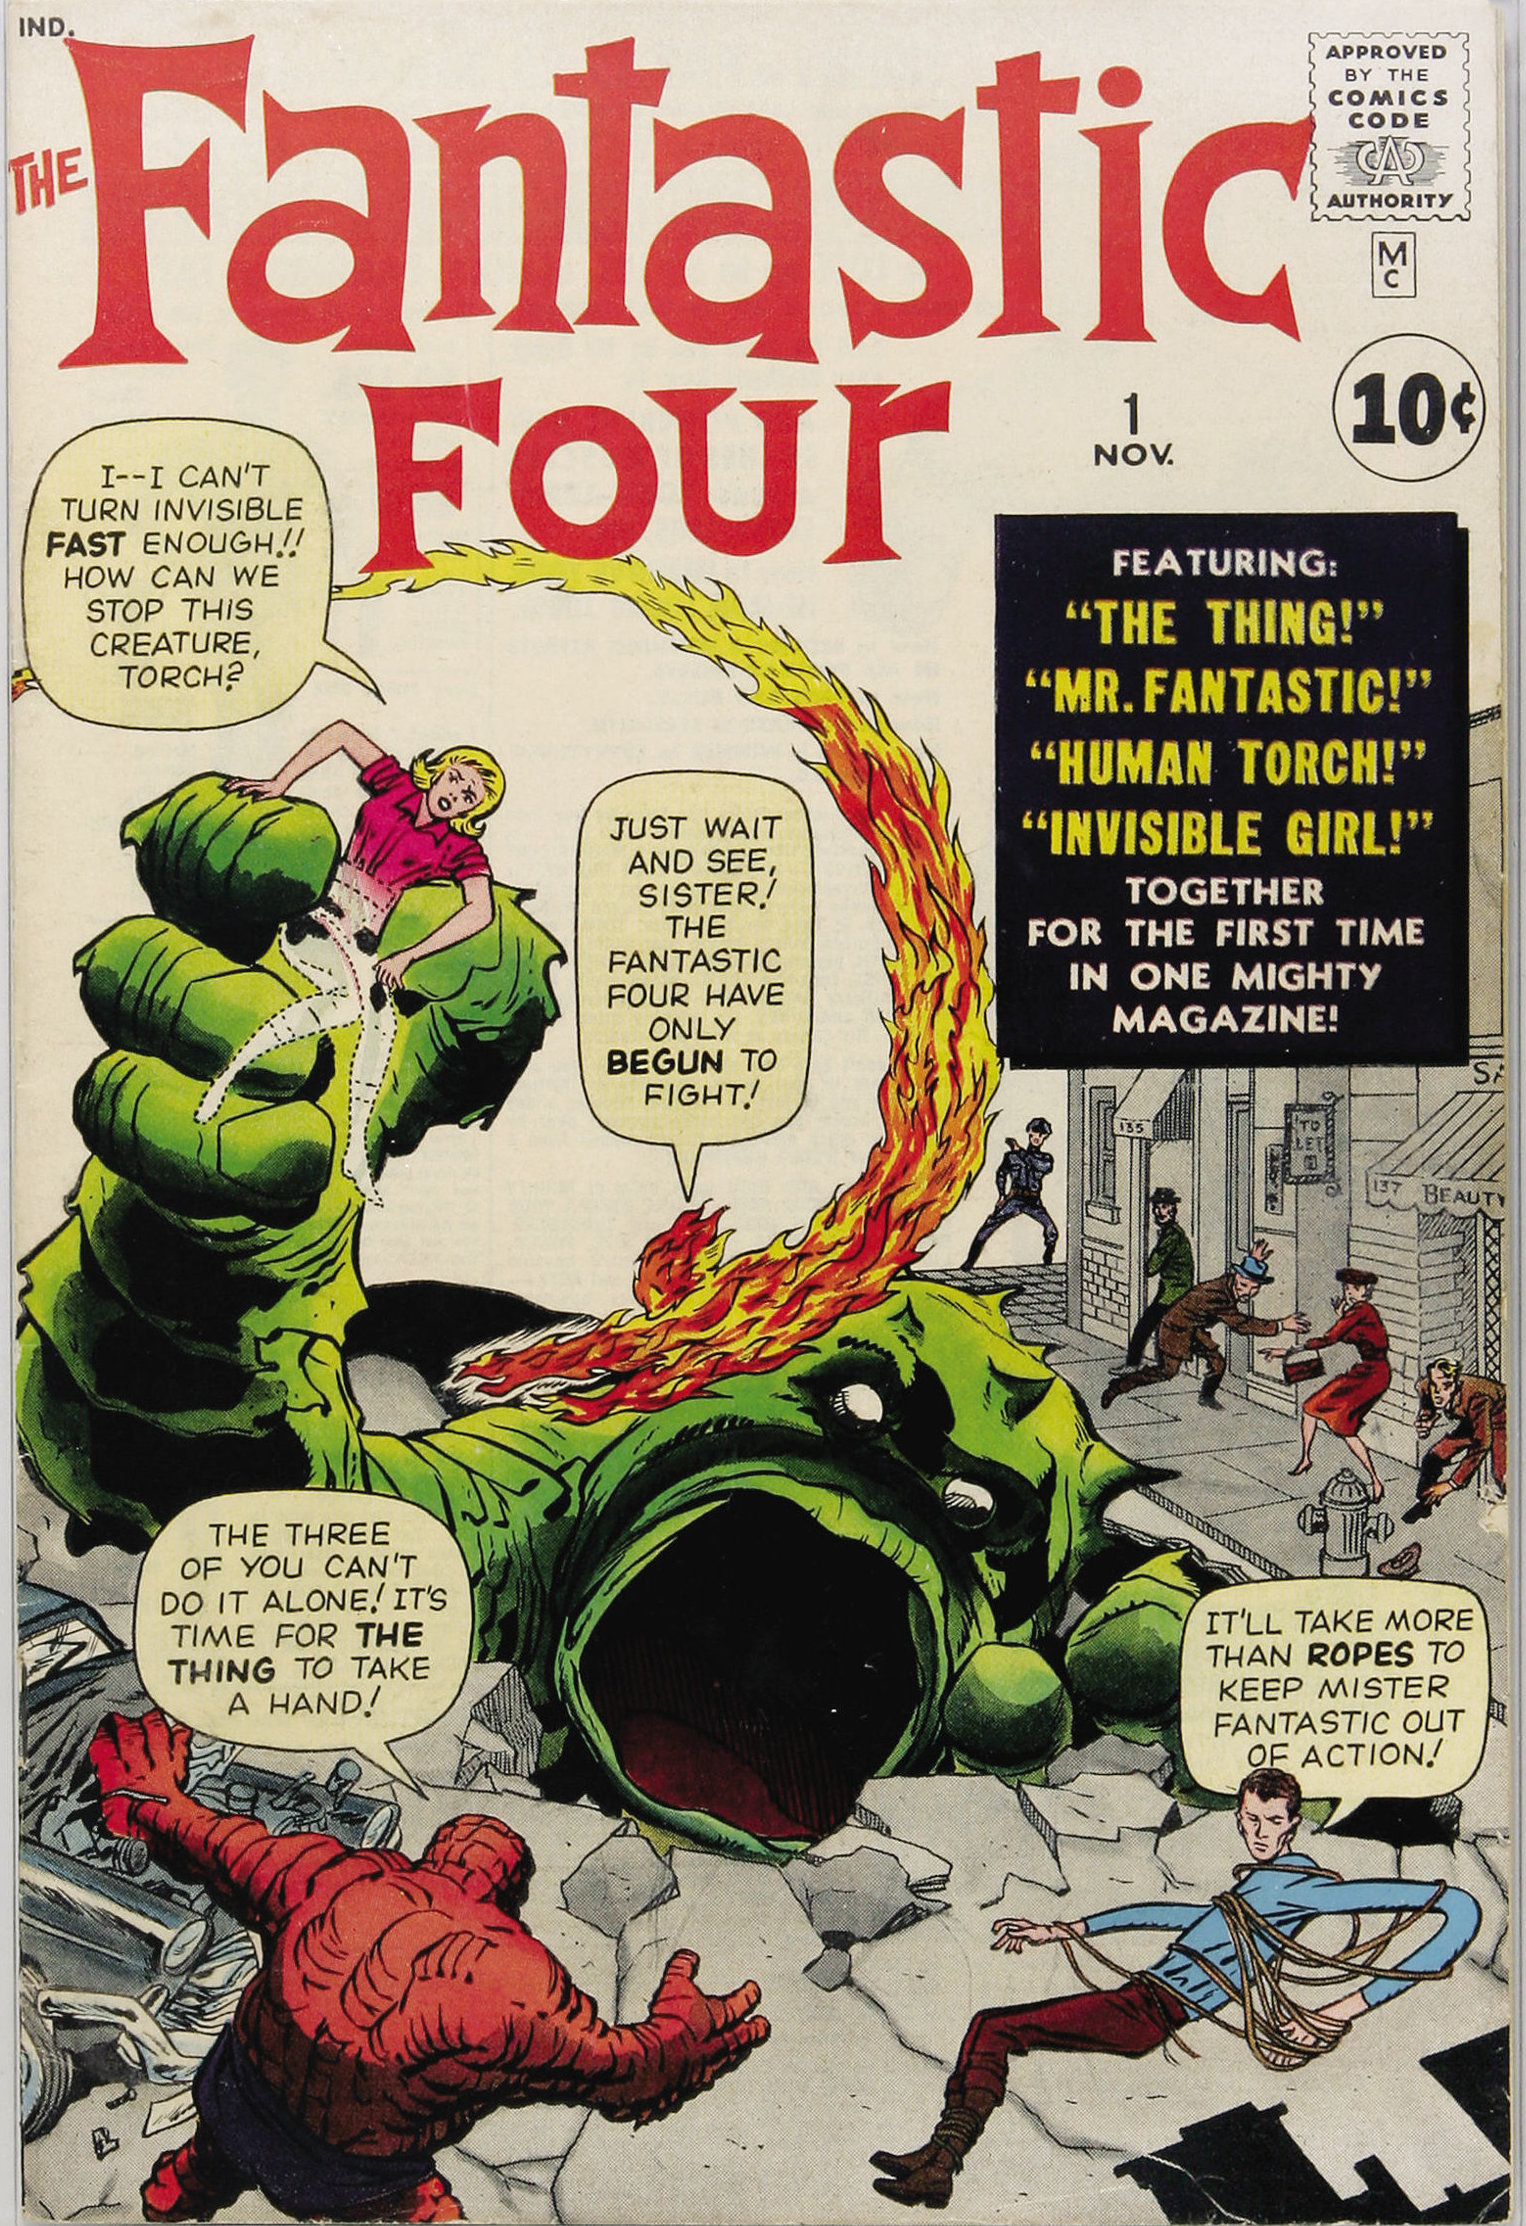 IND.
THE
Fantastic
Four
APPROVED
BY THE
COMICS
CODE
CA
AUTHORITY
M
C
10¢
1
NOV.
I--I CAN'T
TURN INVISIBLE
FAST ENOUGH!!
HOW CAN WE
STOP THIS
CREATURE,
TORCH?
FEATURING:
"THE THING!"
"MR. FANTASTIC!"
"HUMAN TORCH!"
"INVISIBLE GIRL!"
TOGETHER
FOR THE FIRST TIME
IN ONE MIGHTY
MAGAZINE!
JUST WAIT
AND SEE,
SISTER!
THE
FANTASTIC
FOUR HAVE
ONLY
BEGUN TO
FIGHT!
SA
135
TO
LET
137 BEAUTY
THE THREE
OF YOU CAN'T
DO IT ALONE! IT'S
TIME FOR THE
THING TO TAKE
A HAND!
IT'LL TAKE MORE
THAN ROPES TO
KEEP MISTER
FANTASTIC OUT
OF ACTION!